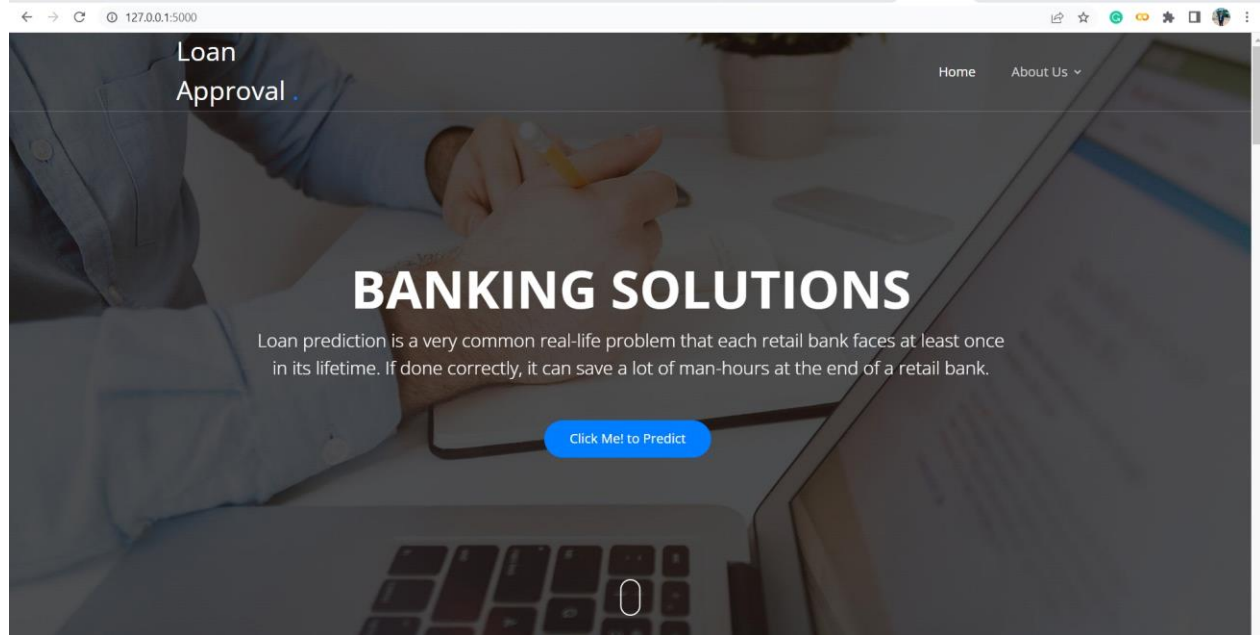 127.0.0.1:5000
Loan
Approval .
Home About Us
BANKING SOLUTIONS
Loan prediction is a very common real-life problem that each retail bank faces at least once
in its lifetime. If done correctly, it can save a lot of man-hours at the end of a retail bank.
Click Me! to Predict